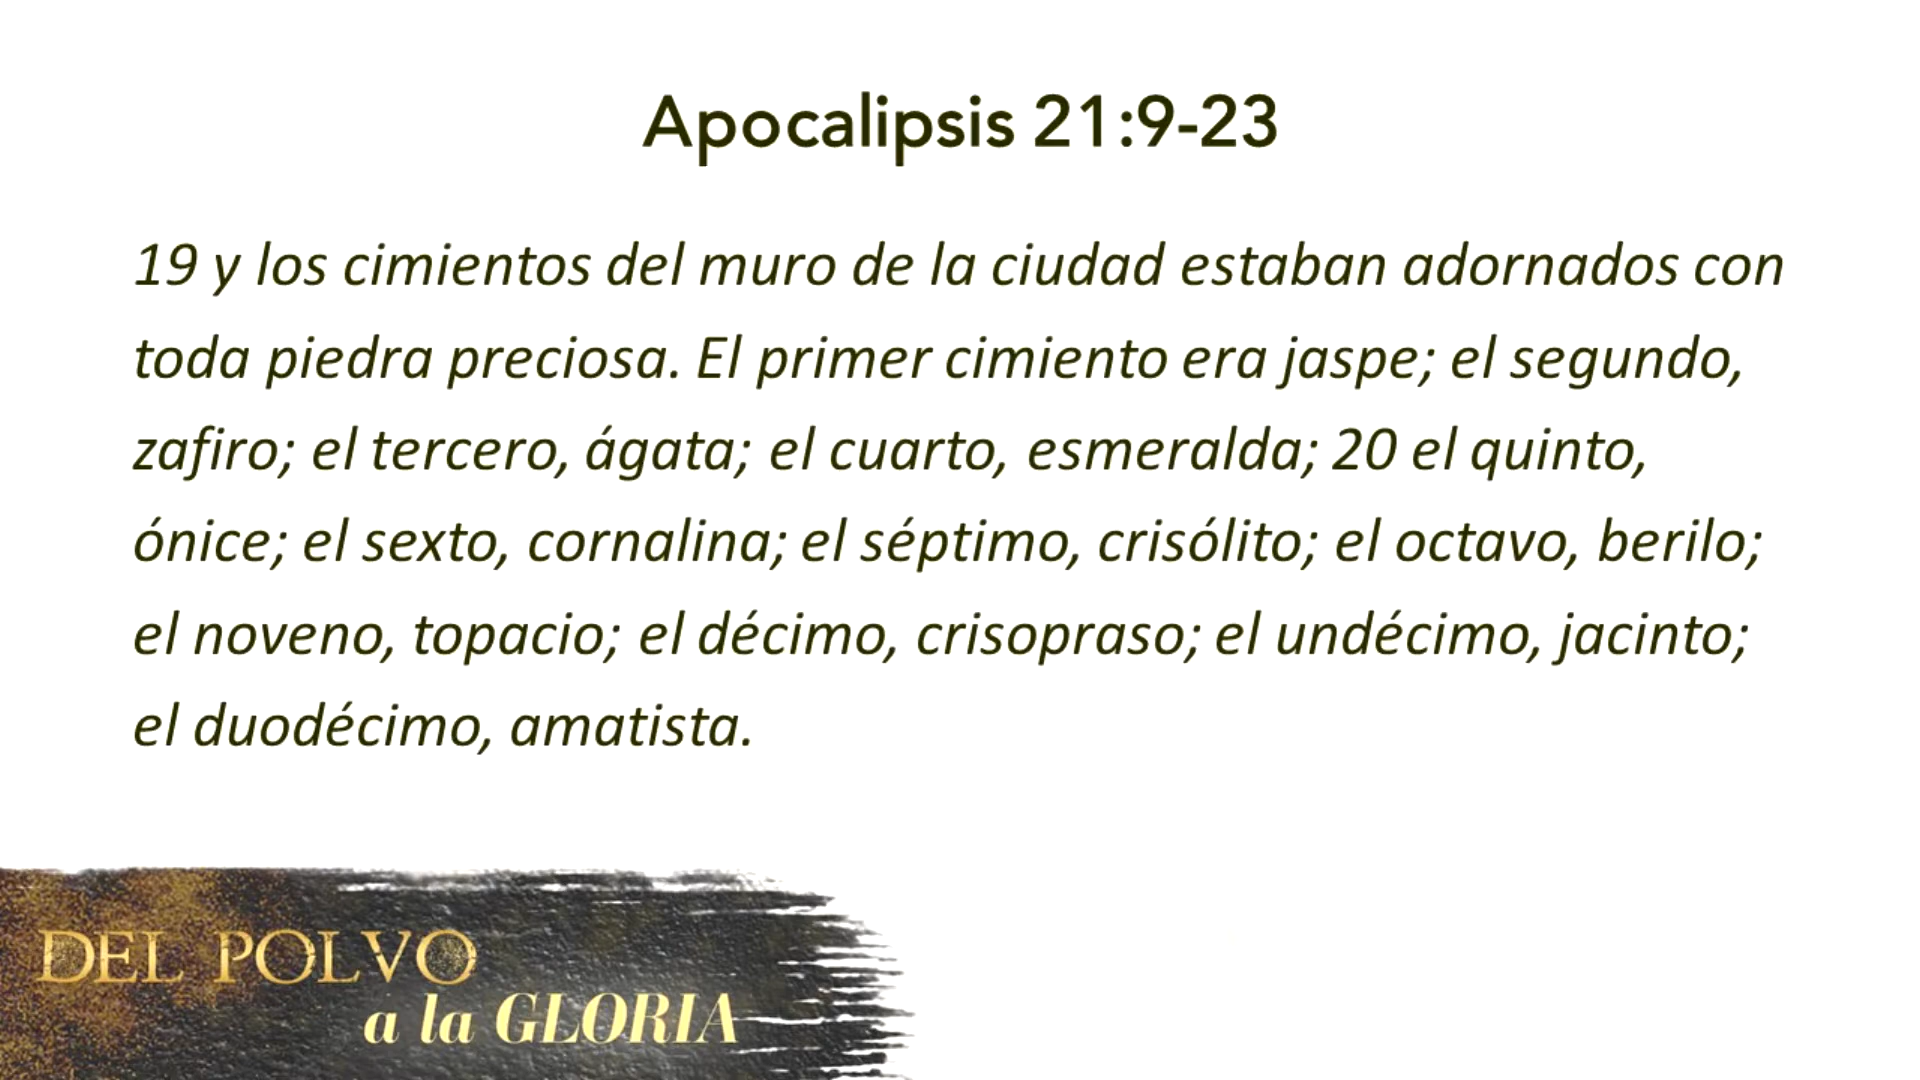 Apocalipsis 21:9-23
19 y los cimientos del muro de la ciudad estaban adornados con
toda piedra preciosa. El primer cimiento era jaspe; el segundo,
zafiro; el tercero, ágata; el cuarto, esmeralda; 20 el quinto,
ónice; el sexto, cornalina; el séptimo, crisólito; el octavo, berilo;
el noveno, topacio; el décimo, crisopraso; el undécimo, jacinto;
el duodécimo, amatista.
DEL POLVO
a la GLORIA